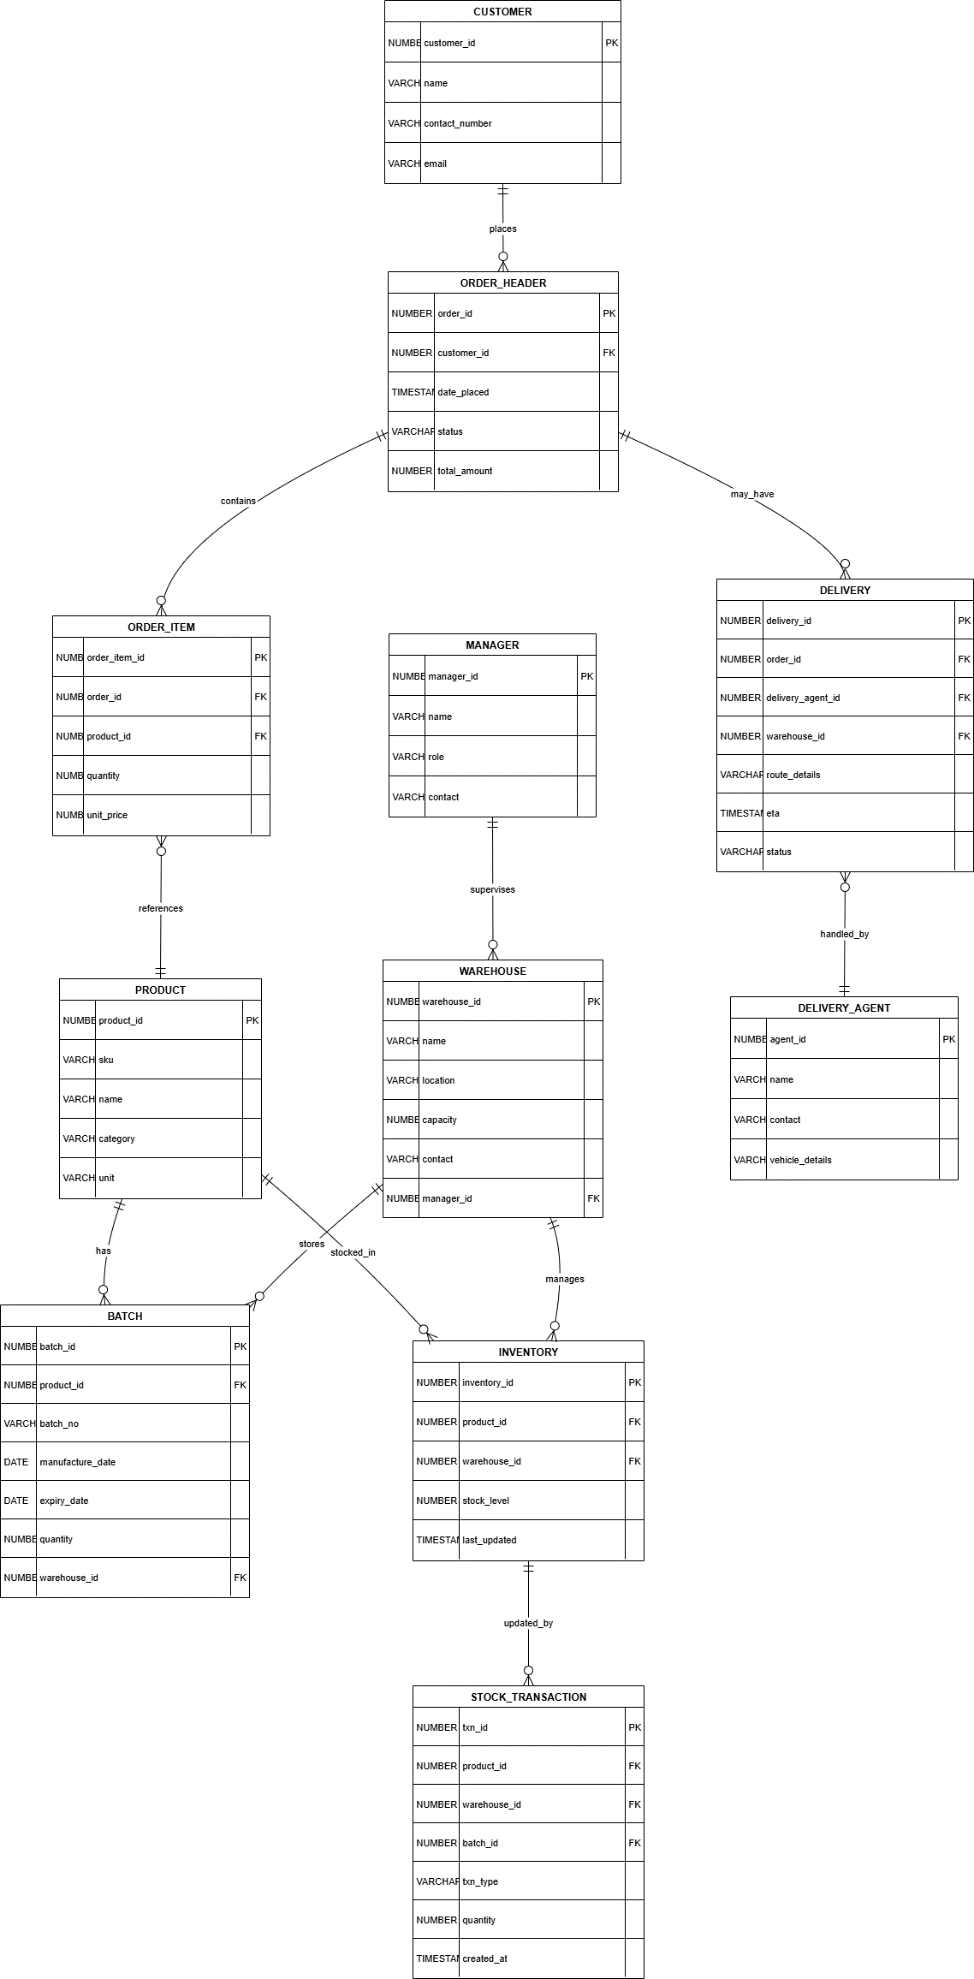 CUSTOMER
NUMBE customer_id PK
VARCH name
VARCH contact_number
VARCH email
places
ORDER_HEADER
NUMBER order_id PK
NUMBER customer_id FK
TIMESTA date_placed
VARCHAR status
NUMBER total_amount
contains
may_have
ORDER_ITEM
NUMB order_item_id PK
NUMB order_id FK
NUMB product_id FK
NUMB quantity
NUMB unit_price
MANAGER
NUMBE manager_id PK
VARCH name
VARCH role
VARCH contact
DELIVERY
NUMBER delivery_id PK
NUMBER order_id FK
NUMBER delivery_agent_id FK
NUMBER warehouse_id FK
VARCHAR route_details
TIMESTA eta
VARCHAR status
references
supervises
handled_by
PRODUCT
NUMBE product_id PK
VARCH sku
VARCH name
VARCH category
VARCH unit
WAREHOUSE
NUMBE warehouse_id PK
VARCH name
VARCH location
NUMBE capacity
VARCH contact
NUMBE manager_id FK
DELIVERY_AGENT
NUMBE agent_id PK
VARCH name
VARCH contact
VARCH vehicle_details
has
stores
stocked_in
manages
BATCH
NUMBE batch_id PK
NUMBE product_id FK
VARCH batch_no
DATE manufacture_date
DATE expiry_date
NUMBE quantity
NUMBE warehouse_id FK
INVENTORY
NUMBER inventory_id PK
NUMBER product_id FK
NUMBER warehouse_id FK
NUMBER stock_level
TIMESTA last_updated
updated_by
STOCK_TRANSACTION
NUMBER txn_id PK
NUMBER product_id FK
NUMBER warehouse_id FK
NUMBER batch_id FK
VARCHAR txn_type
NUMBER quantity
TIMESTA created_at